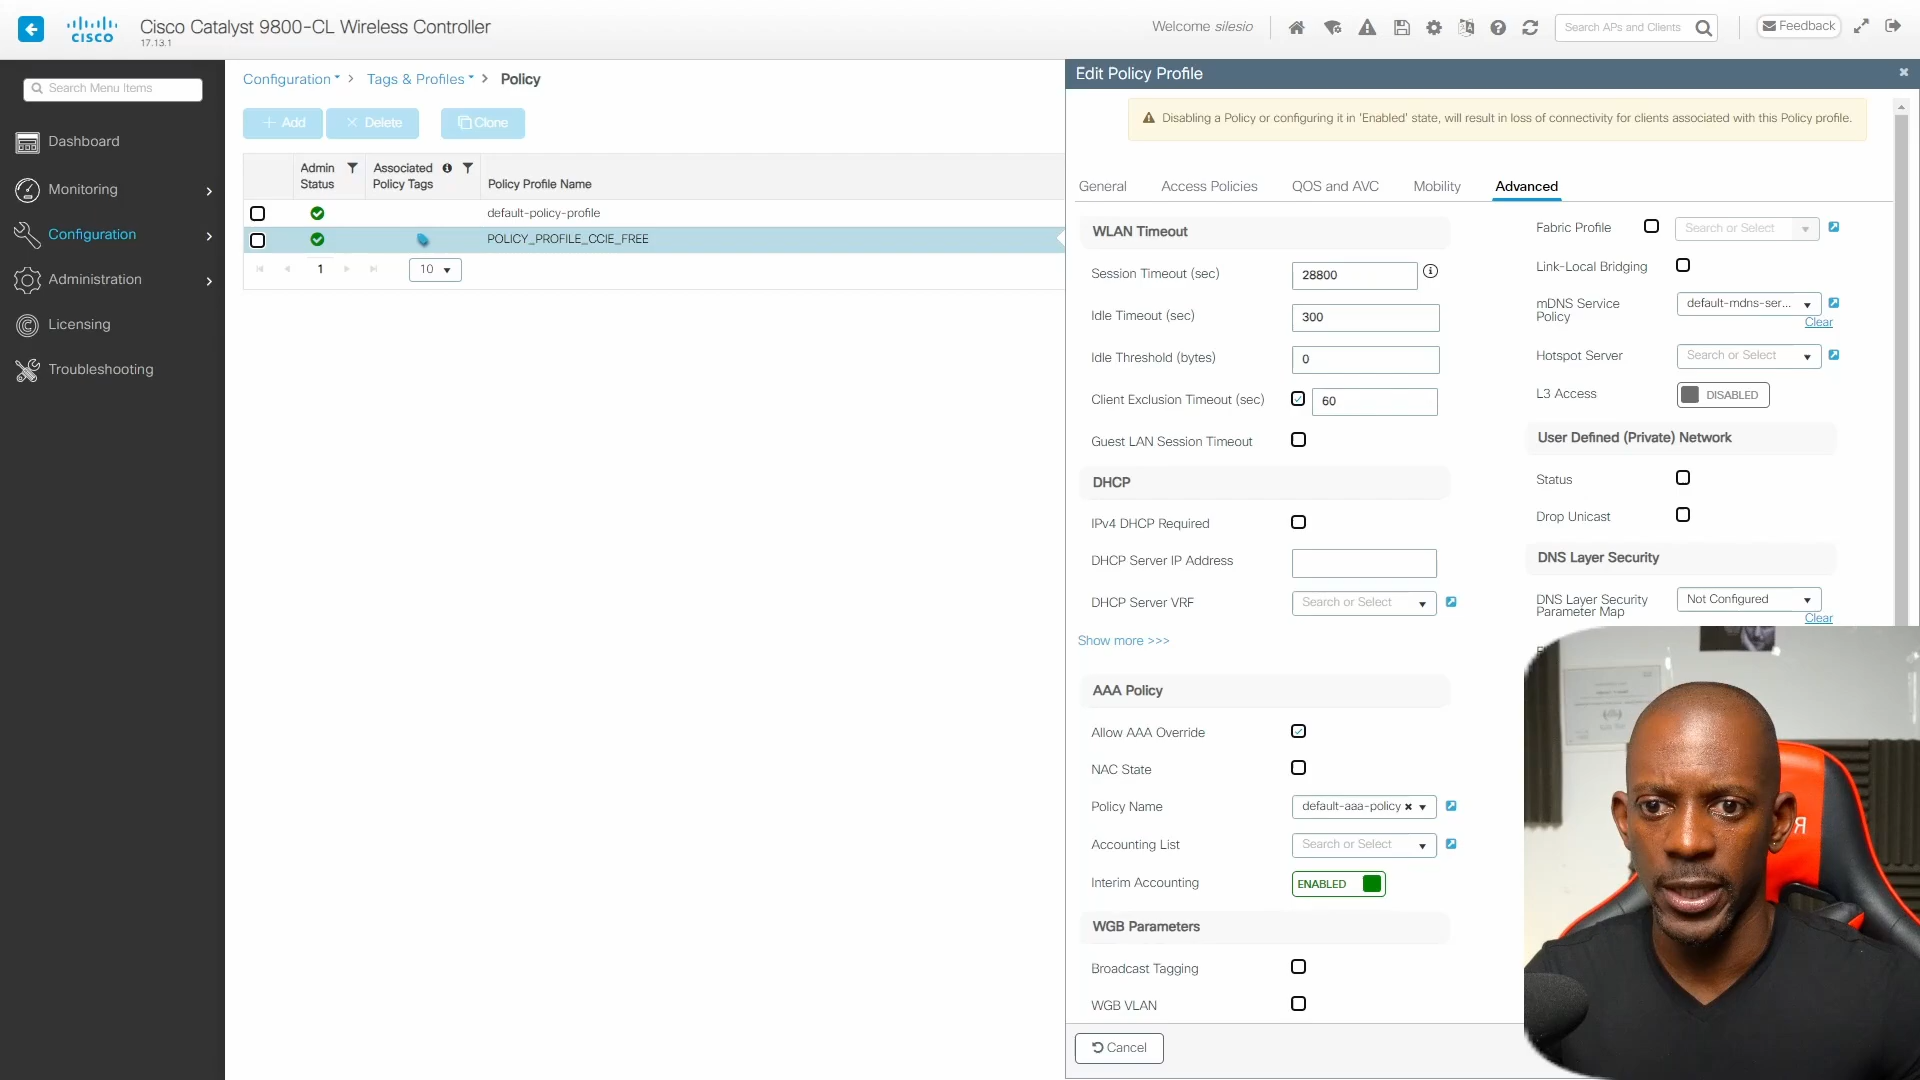 Cisco Catalyst 9800-CL Wireless Controller
17.13.1
CISCO
Welcome silesio
Search APs and Clients
Feedback
Search Menu Items
Dashboard
Monitoring
Configuration
Administration
Licensing
Troubleshooting
Configuration > Tags & Profiles > Policy
+ Add
× Delete
Clone
Admin Status
Associated Policy Tags
Policy Profile Name
default-policy-profile
POLICY_PROFILE_CCIE_FREE
1
10
Edit Policy Profile
Disabling a Policy or configuring it in 'Enabled' state, will result in loss of connectivity for clients associated with this Policy profile.
General
Access Policies
QOS and AVC
Mobility
Advanced
WLAN Timeout
Session Timeout (sec)
28800
Idle Timeout (sec)
300
Idle Threshold (bytes)
0
Client Exclusion Timeout (sec)
60
Guest LAN Session Timeout
DHCP
IPv4 DHCP Required
DHCP Server IP Address
DHCP Server VRF
Search or Select
Show more >>>
AAA Policy
Allow AAA Override
NAC State
Policy Name
default-aaa-policy
Accounting List
Search or Select
Interim Accounting
ENABLED
WGB Parameters
Broadcast Tagging
WGB VLAN
Cancel
Fabric Profile
Search or Select
Link-Local Bridging
mDNS Service
Policy
default-mdns-ser...
Clear
Hotspot Server
Search or Select
L3 Access
DISABLED
User Defined (Private) Network
Status
Drop Unicast
DNS Layer Security
DNS Layer Security
Parameter Map
Not Configured
Clear